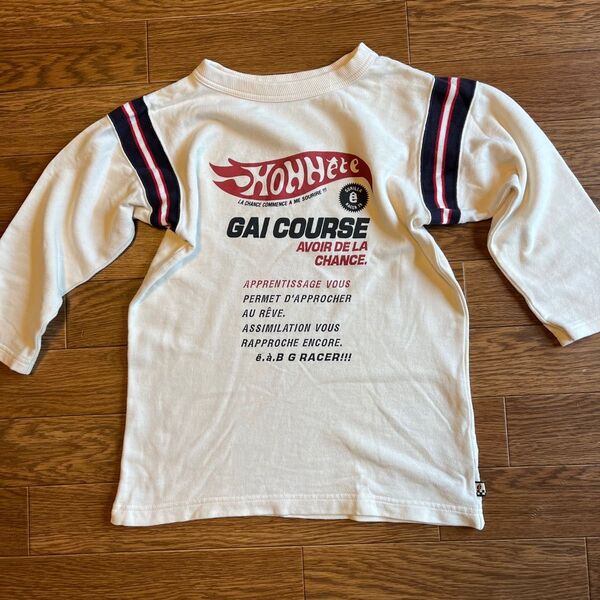 HOHHête
LA CHANCE COMMENCE A ME SOURIRE !!!
ê
GAI COURSE
AVOIR DE LA
CHANCE.
APPRENTISSAGE VOUS
PERMET D'APPROCHER
AU RÊVE.
ASSIMILATION VOUS
RAPPROCHE ENCORE.
ē.à.B G RACER!!!